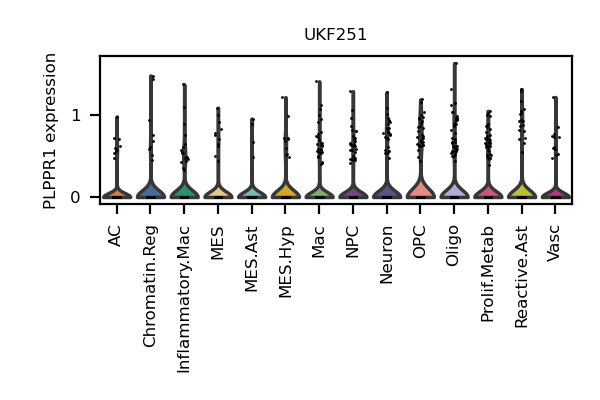 UKF251
PLPPR1 expression
1
0
AC
Chromatin.Reg
Inflammatory.Mac
MES
MES.Ast
MES.Hyp
Mac
NPC
Neuron
OPC
Oligo
Prolif.Metab
Reactive.Ast
Vasc